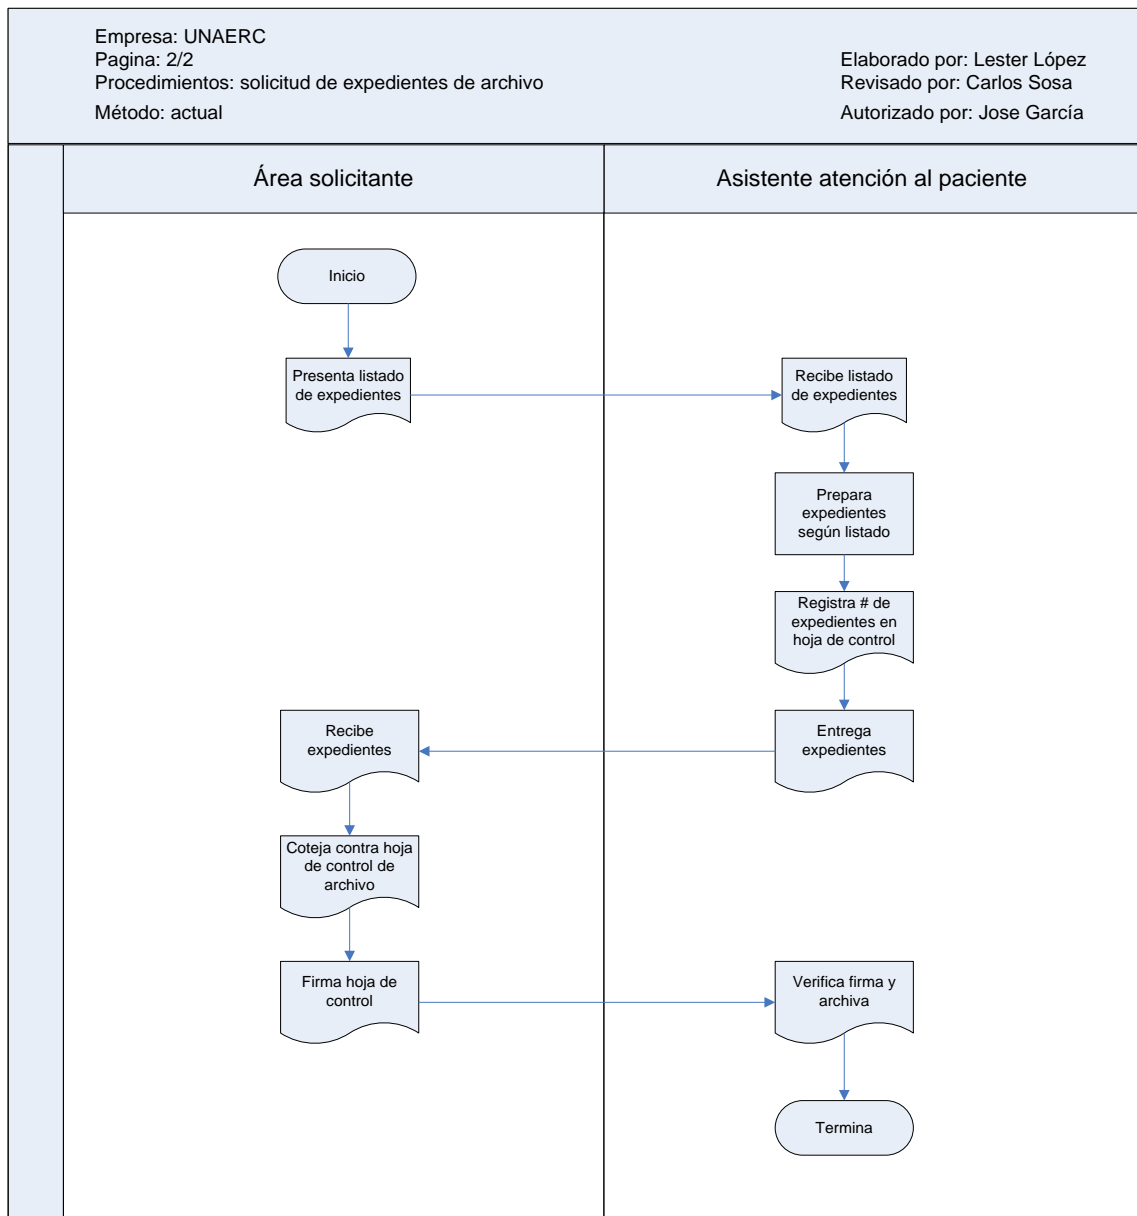 Empresa: UNAERC
Pagina: 2/2
Procedimientos: solicitud de expedientes de archivo
Método: actual
Elaborado por: Lester López
Revisado por: Carlos Sosa
Autorizado por: Jose García
Área solicitante
Asistente atención al paciente
Inicio
Presenta listado
de expedientes
Recibe listado
de expedientes
Prepara
expedientes
según listado
Registra # de
expedientes en
hoja de control
Entrega
expedientes
Recibe
expedientes
Coteja contra hoja
de control de
archivo
Firma hoja de
control
Verifica firma y
archiva
Termina